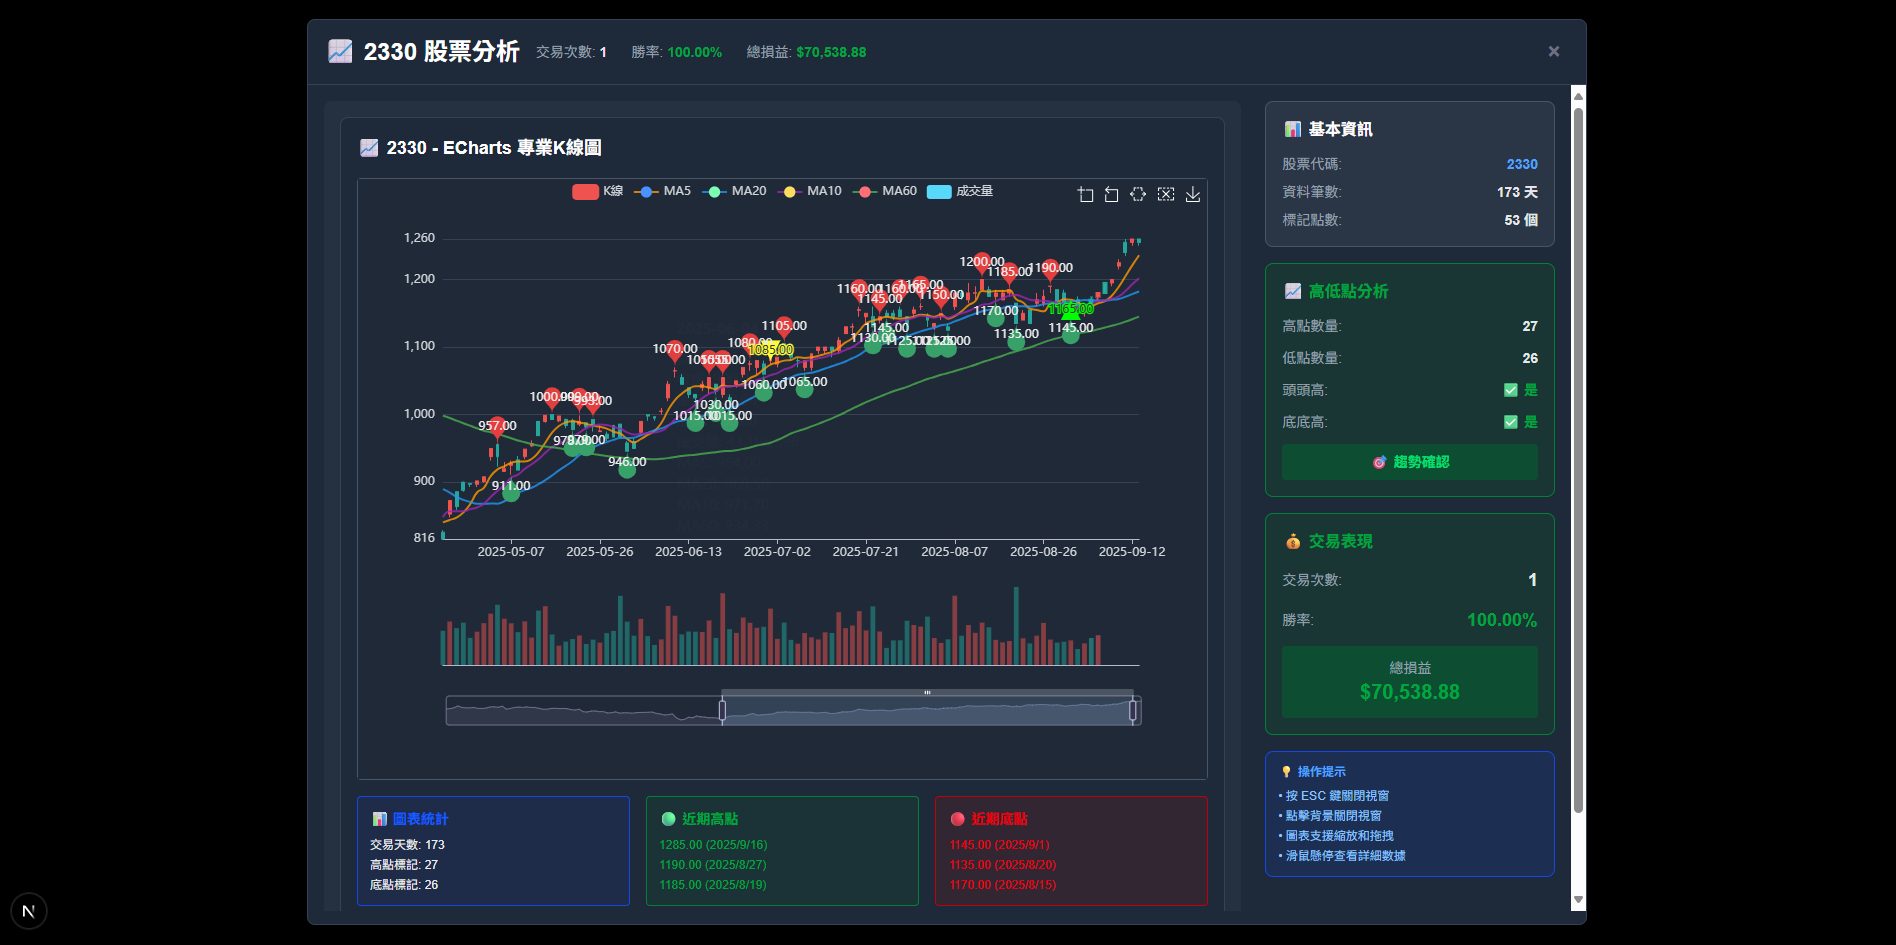 2330 股票分析 交易次數: 1 勝率: 100.00% 總損益: $70,538.88 ×
2330 - ECharts 專業K線圖
K線 MA5 MA20 MA10 MA60 成交量
1,260
1,200
1,100
1,000
900
816
957.00
911.00
1000.00
998.00
993.00
978.00
979.00
946.00
1070.00
1055.00
1080.00
1085.00
1105.00
1015.00
1030.00
1015.00
1060.00
1065.00
1160.00
1145.00
1160.00
1165.00
1150.00
1130.00
1145.00
1125.00
1125.00
1200.00
1185.00
1190.00
1170.00
1135.00
1165.00
1145.00
2025-05-07 2025-05-26 2025-06-13 2025-07-02 2025-07-21 2025-08-07 2025-08-26 2025-09-12
圖表統計
交易天數: 173
高點標記: 27
底點標記: 26
近期高點
1285.00 (2025/9/16)
1190.00 (2025/8/27)
1185.00 (2025/8/19)
近期底點
1145.00 (2025/9/1)
1135.00 (2025/8/20)
1170.00 (2025/8/15)
基本資訊
股票代碼: 2330
資料筆數: 173 天
標記點數: 53 個
高低點分析
高點數量: 27
低點數量: 26
頭頭高: ✅ 是
底底高: ✅ 是
趨勢確認
交易表現
交易次數: 1
勝率: 100.00%
總損益
$70,538.88
操作提示
• 按 ESC 鍵關閉視窗
• 點擊背景關閉視窗
• 圖表支援縮放和拖拽
• 滑鼠懸停查看詳細數據
N